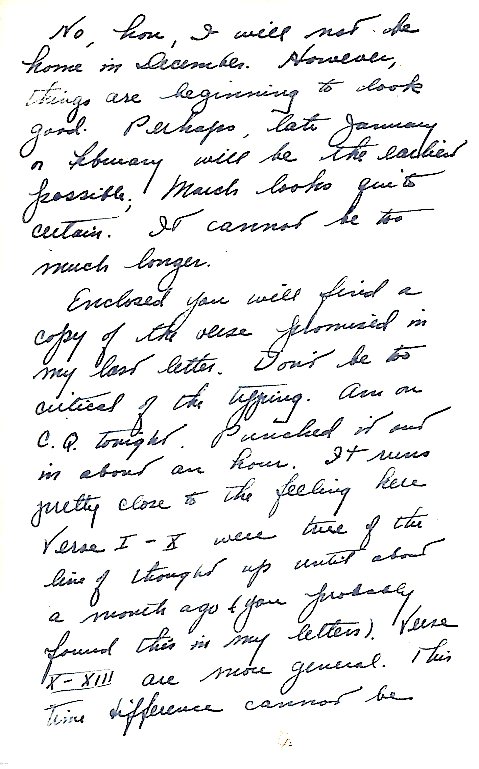 No, hon, I will not be
home in December. However,
things are beginning to look
good. Perhaps, late January
or February will be the earliest
possible; March looks quite
certain. It cannot be too
much longer.
Enclosed you will find a
copy of the verse promised in
my last letter. Don't be too
critical of the typing. Am on
C.Q. tonight. Punched it out
in about an hour. It runs
pretty close to the feeling here
Verse I - X were true of the
line of thought up until about
a month ago (you probably
found this in my letters). Verse
X-XIII are more general. This
time difference cannot be